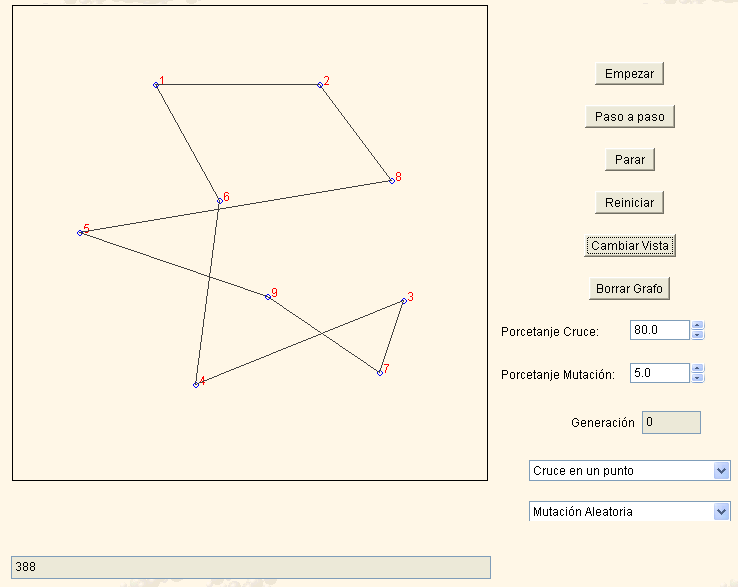 1
2
8
6
5
9
3
7
4
Empezar
Paso a paso
Parar
Reiniciar
Cambiar Vista
Borrar Grafo
Porcetanje Cruce: 80.0
Porcetanje Mutación: 5.0
Generación 0
Cruce en un punto
Mutación Aleatoria
388